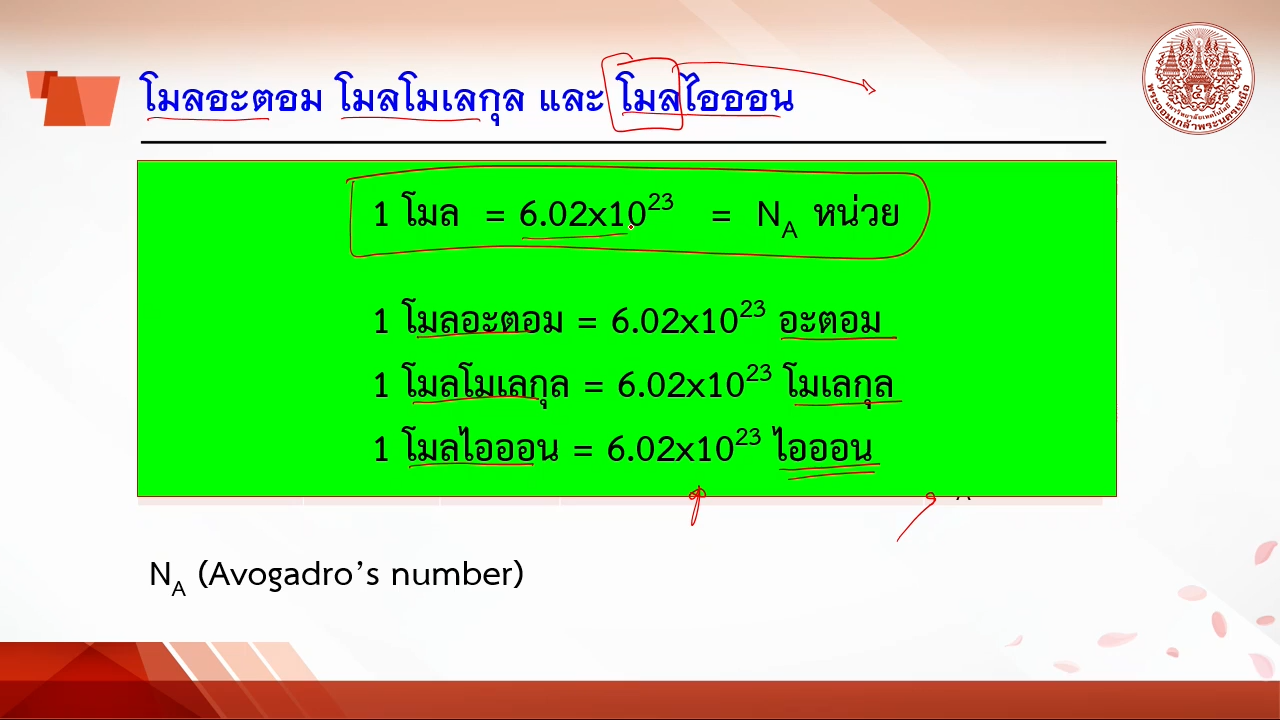 โมลอะตอม โมลโมเลกุล และ โมลไอออน
1 โมล = 6.02x10²³ = N_A หน่วย
1 โมลอะตอม = 6.02x10²³ อะตอม
1 โมลโมเลกุล = 6.02x10²³ โมเลกุล
1 โมลไอออน = 6.02x10²³ ไอออน
N_A (Avogadro’s number)